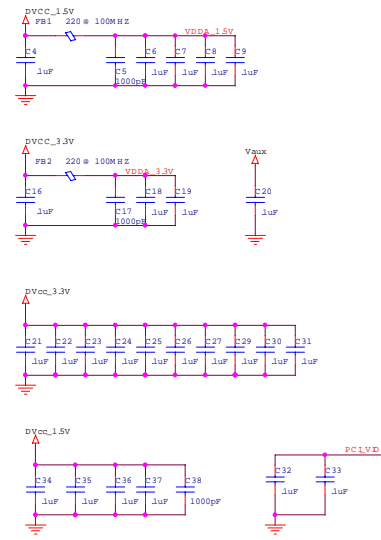 DVCC_1.5V
FB1 220 @ 100MHZ
VDDA_1.5V
C4 C6 C7 C8 C9
.1uF C5 .1uF .1uF .1uF .1uF
1000pF
DVCC_3.3V
Vaux
FB2 220 @ 100MHZ
VDDA_3.3V
C16 C18 C19 C20
.1uF C17 .1uF .1uF .1uF
1000pF
DVcc_3.3V
C21 C22 C23 C24 C25 C26 C27 C29 C30 C31
.1uF .1uF .1uF .1uF .1uF .1uF .1uF .1uF .1uF .1uF
DVcc_1.5V
PCI_VID
C32 C33
C34 C35 C36 C37 C38
.1uF .1uF
.1uF .1uF .1uF .1uF 1000pF